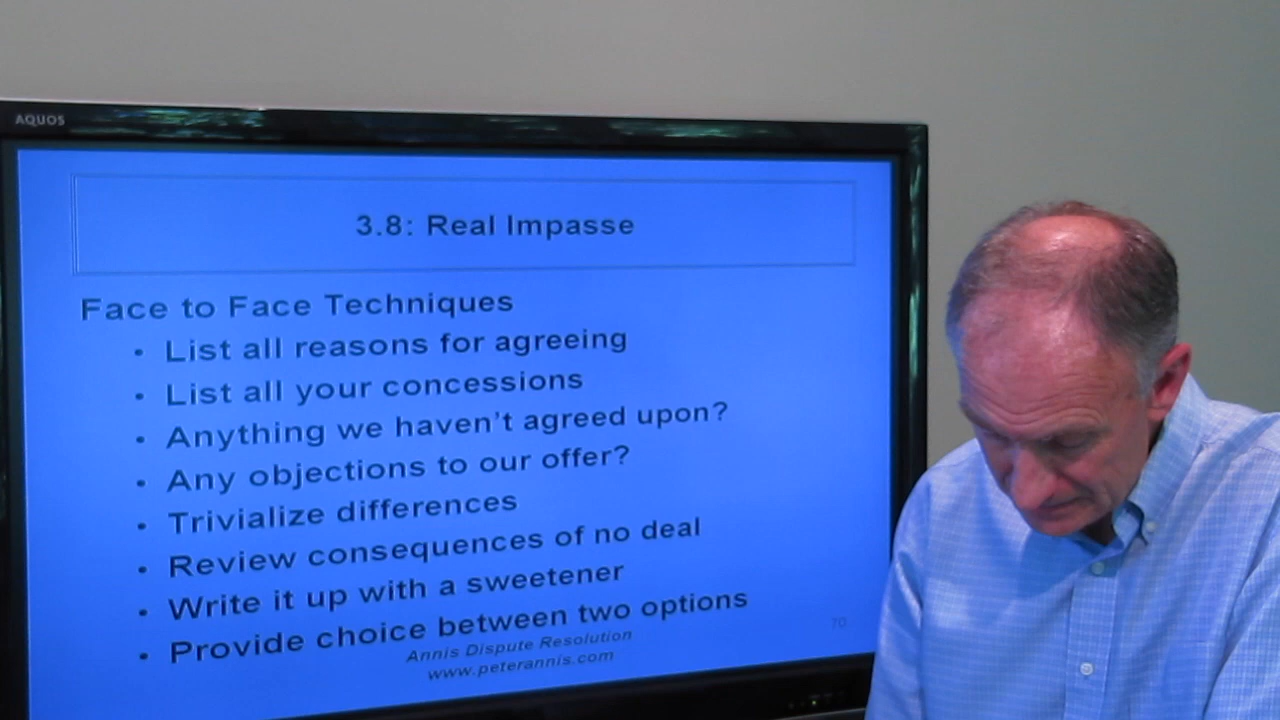 AQUOS
3.8: Real Impasse
Face to Face Techniques
• List all reasons for agreeing
• List all your concessions
• Anything we haven't agreed upon?
• Any objections to our offer?
• Trivialize differences
• Review consequences of no deal
• Write it up with a sweetener
• Provide choice between two options
Annis Dispute Resolution
www.peterannis.com
70